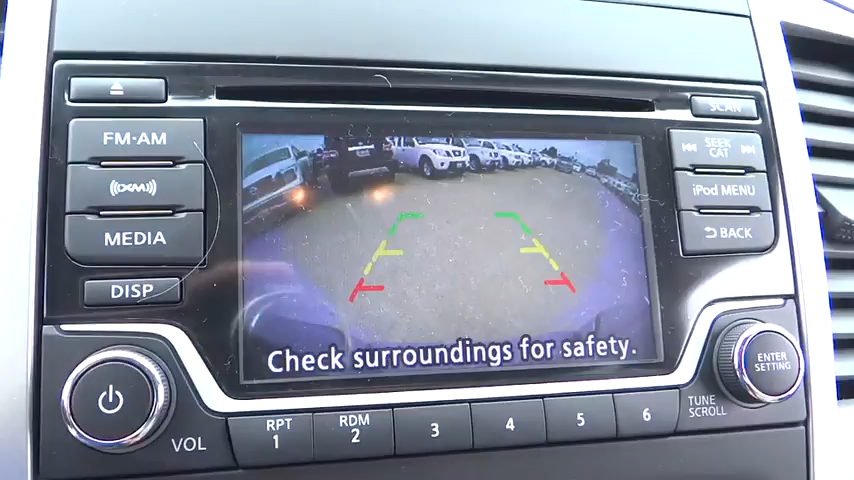 SCAN
FM·AM
SEEK
CAT
((XM))
iPod MENU
MEDIA
BACK
DISP
Check surroundings for safety.
ENTER
SETTING
TUNE
SCROLL
VOL
RPT
1
RDM
2
3
4
5
6